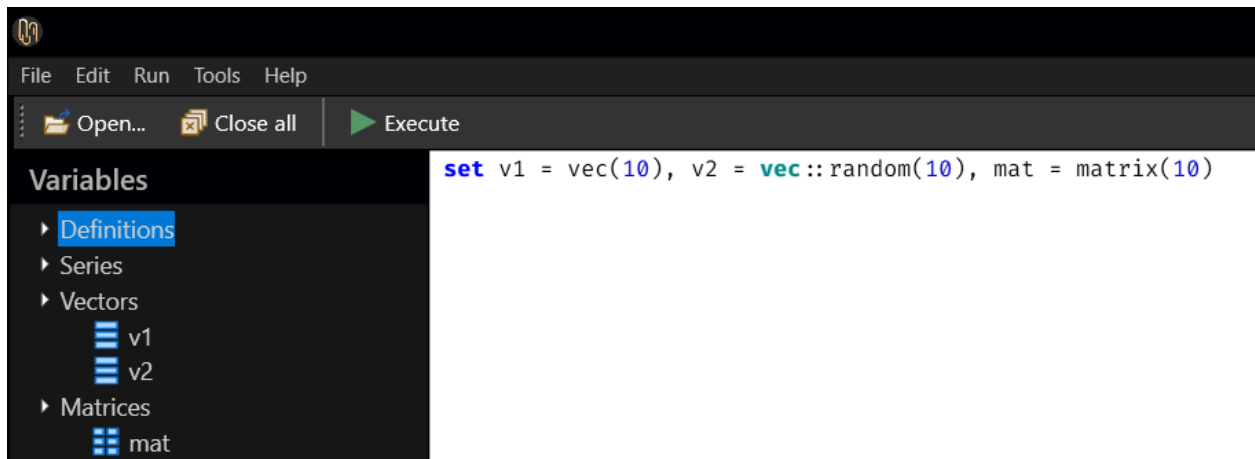 File Edit Run Tools Help
Open... Close all Execute
Variables
Definitions
Series
Vectors
v1
v2
Matrices
mat
set v1 = vec(10), v2 = vec::random(10), mat = matrix(10)